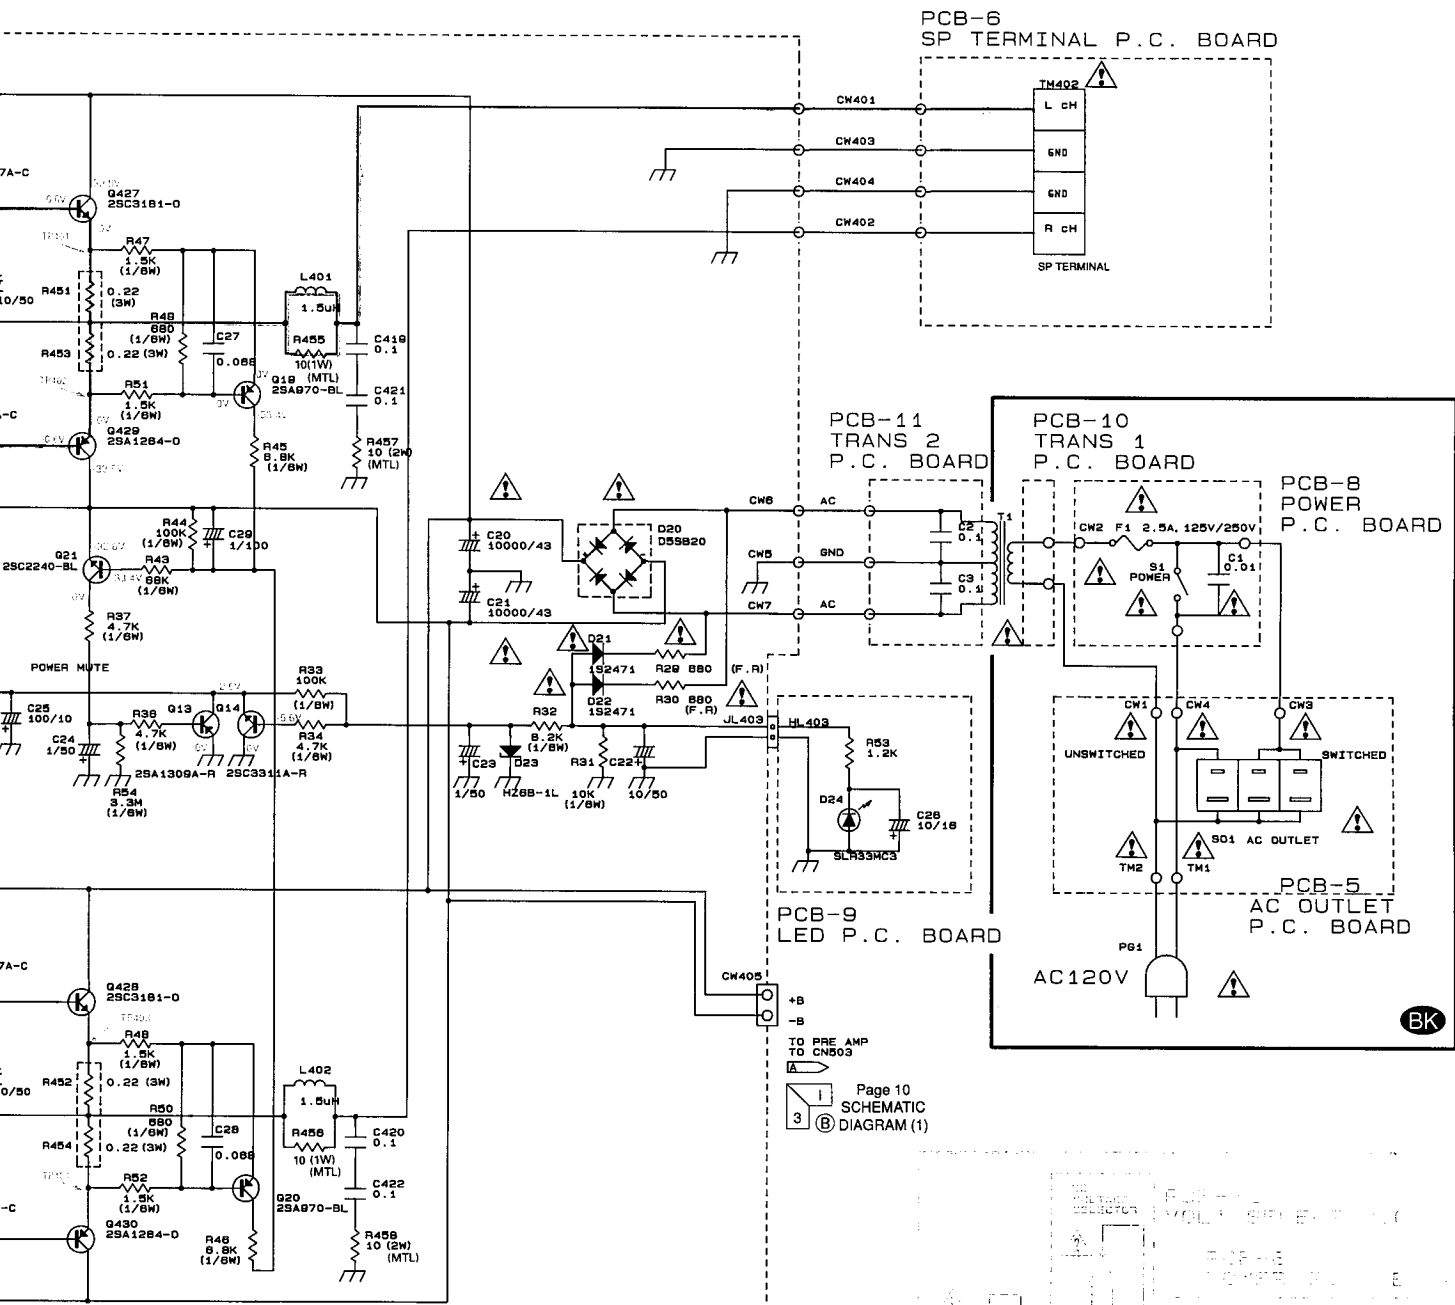 PCB-6
SP TERMINAL P.C. BOARD
TM402
L cH
GND
GND
R cH
SP TERMINAL
CW401
CW403
CW404
CW402
7A-C
Q427
2SC3181-O
R47
1.5K
(1/6W)
10/50
R451
0.22
(3W)
R453
0.22 (3W)
R49
680
(1/6W)
C27
0.068
L401
1.5uH
R455
10(1W)
(MTL)
C419
0.1
C421
0.1
R457
10 (2W)
(MTL)
R51
1.5K
(1/6W)
Q19
2SA970-BL
-C
Q429
2SA1284-O
R45
6.8K
(1/6W)
R44
100K
(1/6W)
C29
1/100
Q21
2SC2240-BL
R43
68K
(1/6W)
R37
4.7K
(1/6W)
POWER MUTE
C25
100/10
C24
1/50
R36
4.7K
(1/6W)
Q13
Q14
R33
100K
(1/6W)
R34
4.7K
(1/6W)
2SA1309A-R
2SC3311A-R
R54
3.3M
(1/6W)
C20
10000/43
C21
10000/43
D20
D5SB20
D21
1S2471
D22
1S2471
R29 680
(F.R)
R30 680
(F.R)
R32
8.2K
(1/6W)
C23
1/50
D23
HZ6B-1L
R31
10K
(1/6W)
C22
10/50
JL403
HL403
R53
1.2K
D24
SLR33MC3
C26
10/16
PCB-9
LED P.C. BOARD
CW6
AC
CW5
GND
CW7
AC
PCB-11
TRANS 2
P.C. BOARD
C2
0.1
C3
0.1
T1
PCB-10
TRANS 1
P.C. BOARD
PCB-8
POWER
P.C. BOARD
CW2
F1 2.5A, 125V/250V
S1
POWER
C1
0.01
CW1
CW4
CW3
UNSWITCHED
SWITCHED
SO1 AC OUTLET
TM2
TM1
PCB-5
AC OUTLET
P.C. BOARD
PG1
AC120V
BK
CW405
+B
-B
TO PRE AMP
TO CN503
A
1
3
B
Page 10
SCHEMATIC
DIAGRAM (1)
7A-C
Q428
2SC3181-O
R48
1.5K
(1/6W)
0/50
R452
0.22 (3W)
R454
0.22 (3W)
R50
680
(1/6W)
C28
0.068
L402
1.5uH
R456
10 (1W)
(MTL)
C420
0.1
C422
0.1
R458
10 (2W)
(MTL)
R52
1.5K
(1/6W)
Q20
2SA970-BL
-C
Q430
2SA1284-O
R46
6.8K
(1/6W)